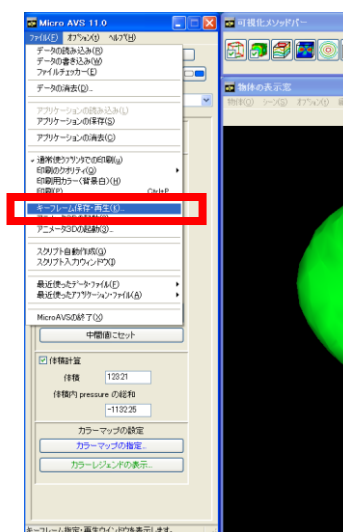 Micro AVS 11.0
ファイル(F) オプション(O) ヘルプ(H)
データの読み込み(R)
データの書き込み(W)
ファイルチェッカー(E)
データの消去(D)...
アプリケーションの読み込み(L)
アプリケーションの保存(S)
アプリケーションの消去(C)
通常使うプリンタでの印刷(u)
印刷のクオリティ(Q)
印刷用カラー(背景白)(H)
印刷(P)... Ctrl+P
キーフレーム保存・再生(K)...
アニメータ3Dの起動(3)...
スクリプト自動作成(G)
スクリプト入力ウィンドウ(I)
最近使ったデータ・ファイル(F)
最近使ったアプリケーション・ファイル(A)
MicroAVSの終了(X)
中間値にセット
体積計算
体積 12321
体積内 pressure の総和
-1132.25
カラーマップの設定
カラーマップの指定...
カラーレジェンドの表示...
キーフレーム指定・再生ウインドウを表示します。
可視化メソッドバー
物体の表示窓
物体(O) シーン(S) オプション(O)